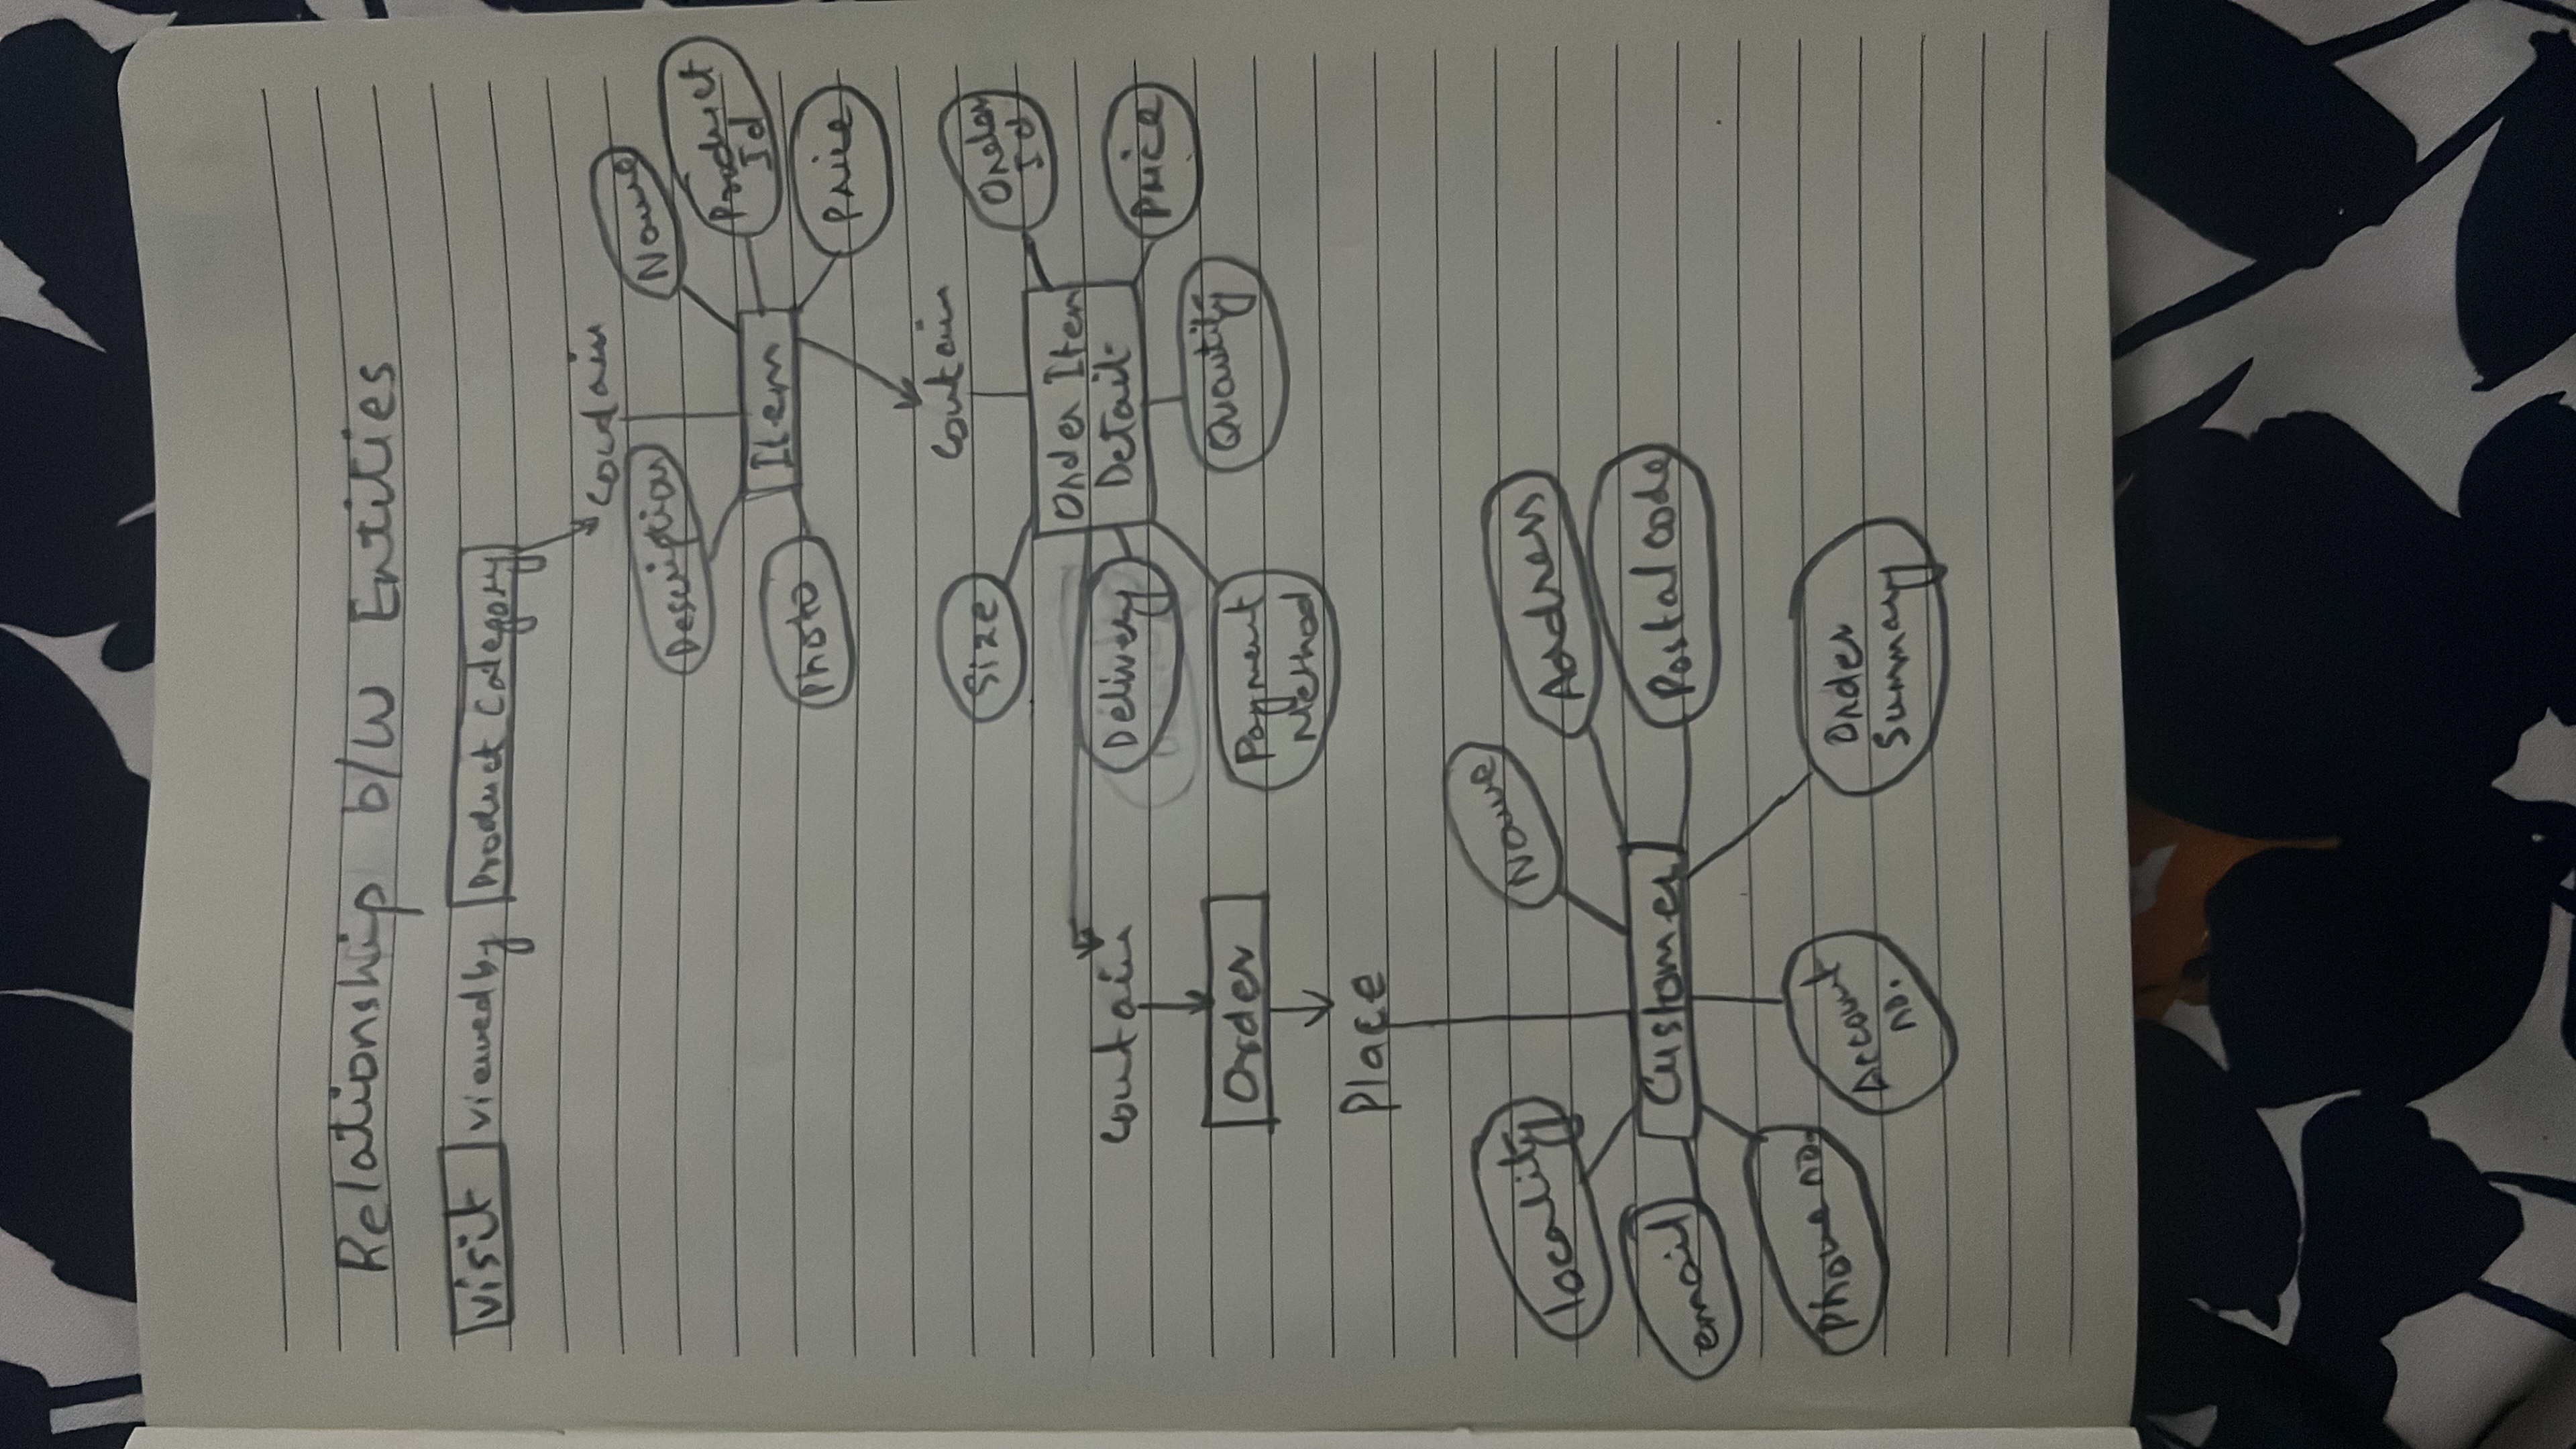 Relationship b/w Entities
Visit viewed by Product Category
Contain
Description
Name
Product
Id
Item
Photo
Price
Contain
Size
Order
Id
Order Item
Detail
Contain
Delivery
Price
Quantity
Order
Payment
Method
Place
Name
locality
Address
Customer
Postal code
email
Phone no.
Account
no.
Order
Summary